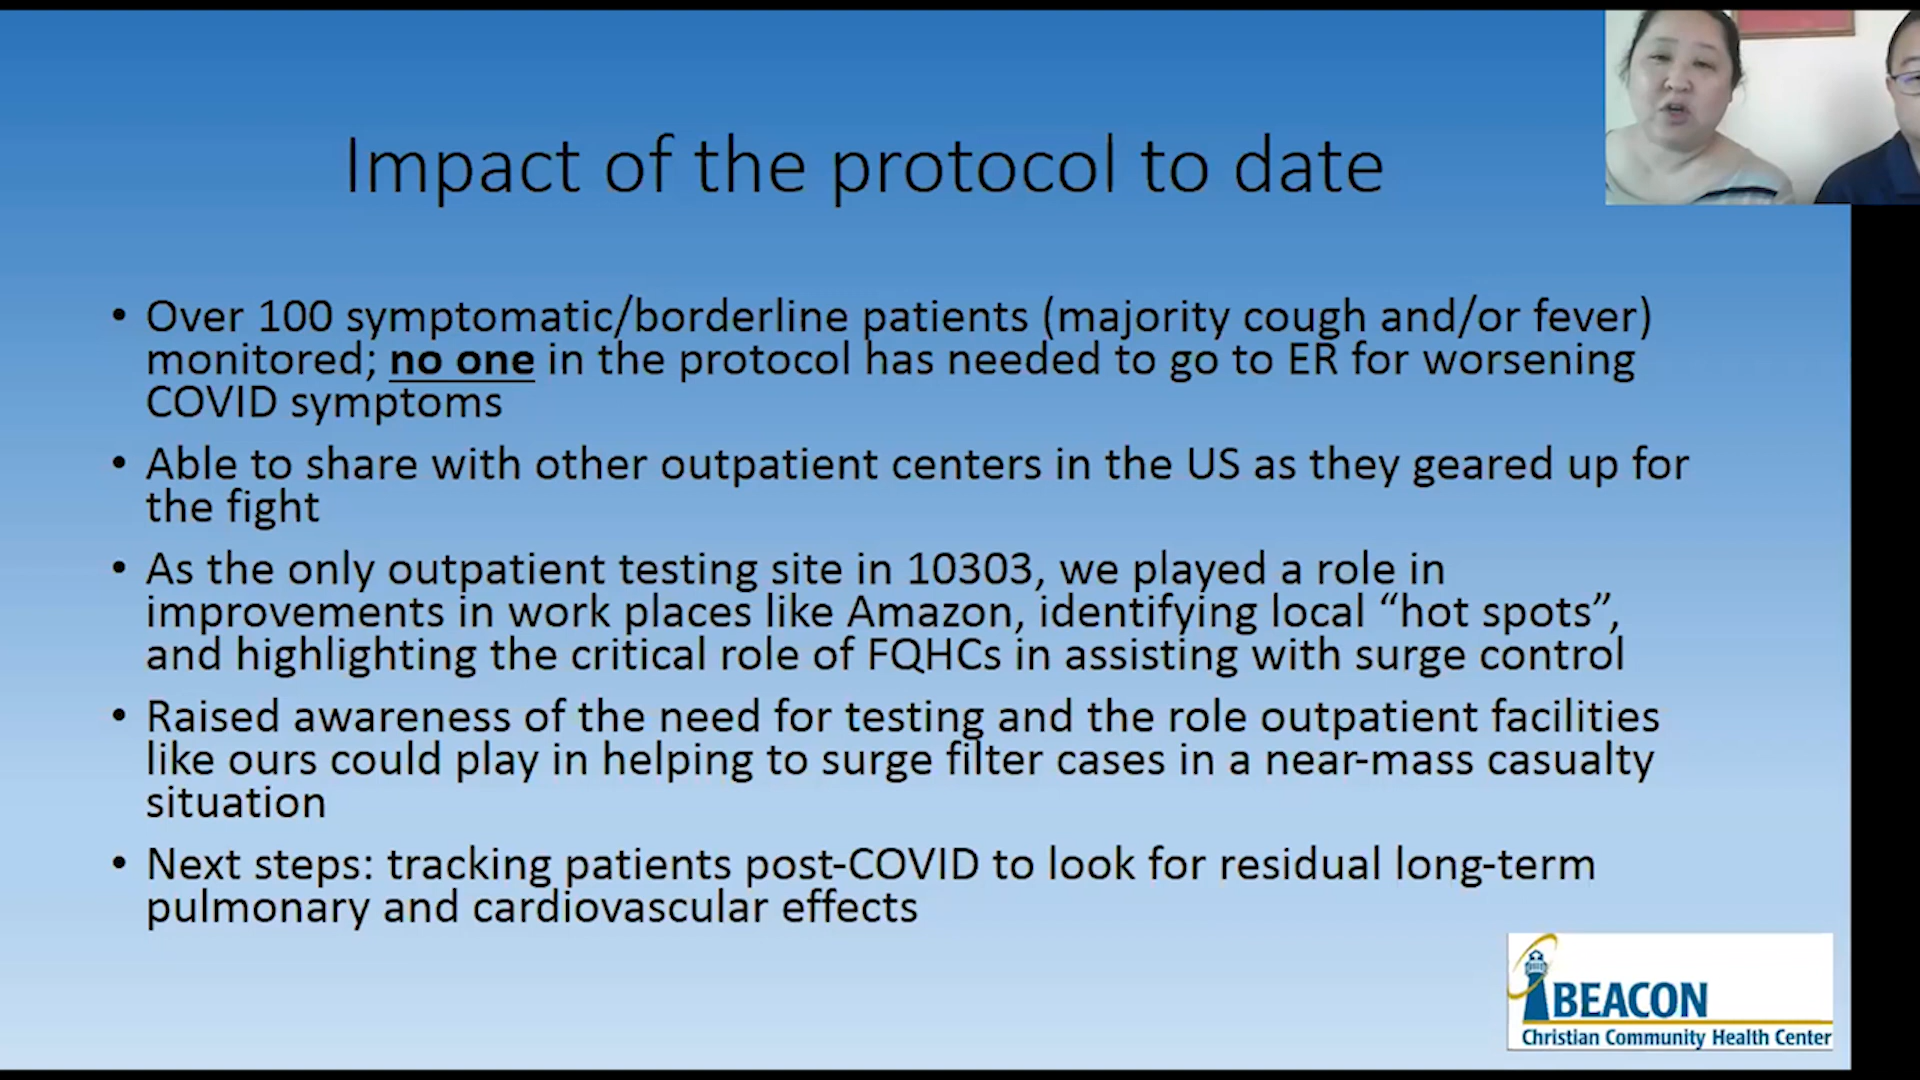 Impact of the protocol to date
• Over 100 symptomatic/borderline patients (majority cough and/or fever)
monitored; no one in the protocol has needed to go to ER for worsening
COVID symptoms
• Able to share with other outpatient centers in the US as they geared up for
the fight
• As the only outpatient testing site in 10303, we played a role in
improvements in work places like Amazon, identifying local “hot spots”,
and highlighting the critical role of FQHCs in assisting with surge control
• Raised awareness of the need for testing and the role outpatient facilities
like ours could play in helping to surge filter cases in a near-mass casualty
situation
• Next steps: tracking patients post-COVID to look for residual long-term
pulmonary and cardiovascular effects
BEACON
Christian Community Health Center